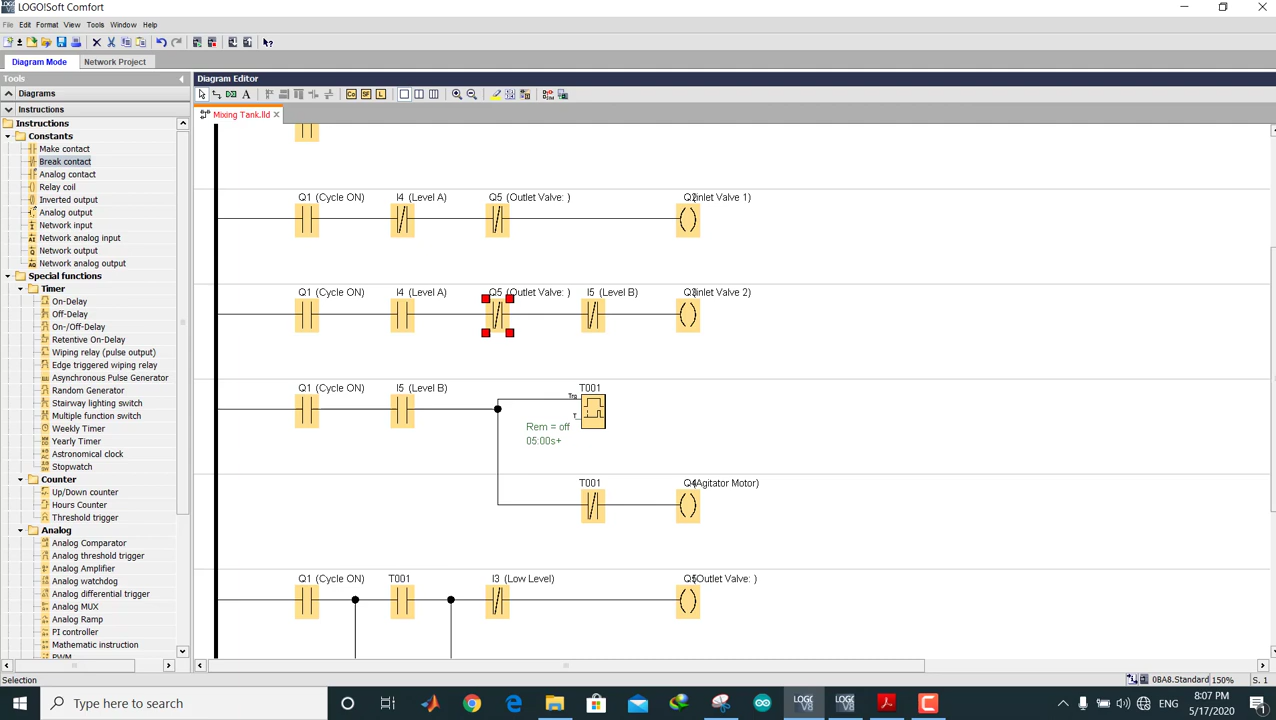 LOGO!Soft Comfort
File Edit Format View Tools Window Help
Diagram Mode Network Project
Tools
Diagrams
Instructions
Instructions
Constants
Make contact
Break contact
Analog contact
Relay coil
Inverted output
Analog output
Network input
Network analog input
Network output
Network analog output
Special functions
Timer
On-Delay
Off-Delay
On-/Off-Delay
Retentive On-Delay
Wiping relay (pulse output)
Edge triggered wiping relay
Asynchronous Pulse Generator
Random Generator
Stairway lighting switch
Multiple function switch
Weekly Timer
Yearly Timer
Astronomical clock
Stopwatch
Counter
Up/Down counter
Hours Counter
Threshold trigger
Analog
Analog Comparator
Analog threshold trigger
Analog Amplifier
Analog watchdog
Analog differential trigger
Analog MUX
Analog Ramp
PI controller
Mathematic instruction
PWM
Diagram Editor
A Co SF L
Mixing Tank.lld
Q1 (Cycle ON) I4 (Level A) Q5 (Outlet Valve: ) Q2(inlet Valve 1)
Q1 (Cycle ON) I4 (Level A) Q5 (Outlet Valve: ) I5 (Level B) Q3(inlet Valve 2)
Q1 (Cycle ON) I5 (Level B) T001
Trg
T
Rem = off
05:00s+
T001 Q4(Agitator Motor)
Q1 (Cycle ON) T001 I3 (Low Level) Q5(Outlet Valve: )
Selection
0BA8.Standard 150% S. 1
Type here to search
ENG
8:07 PM
5/17/2020